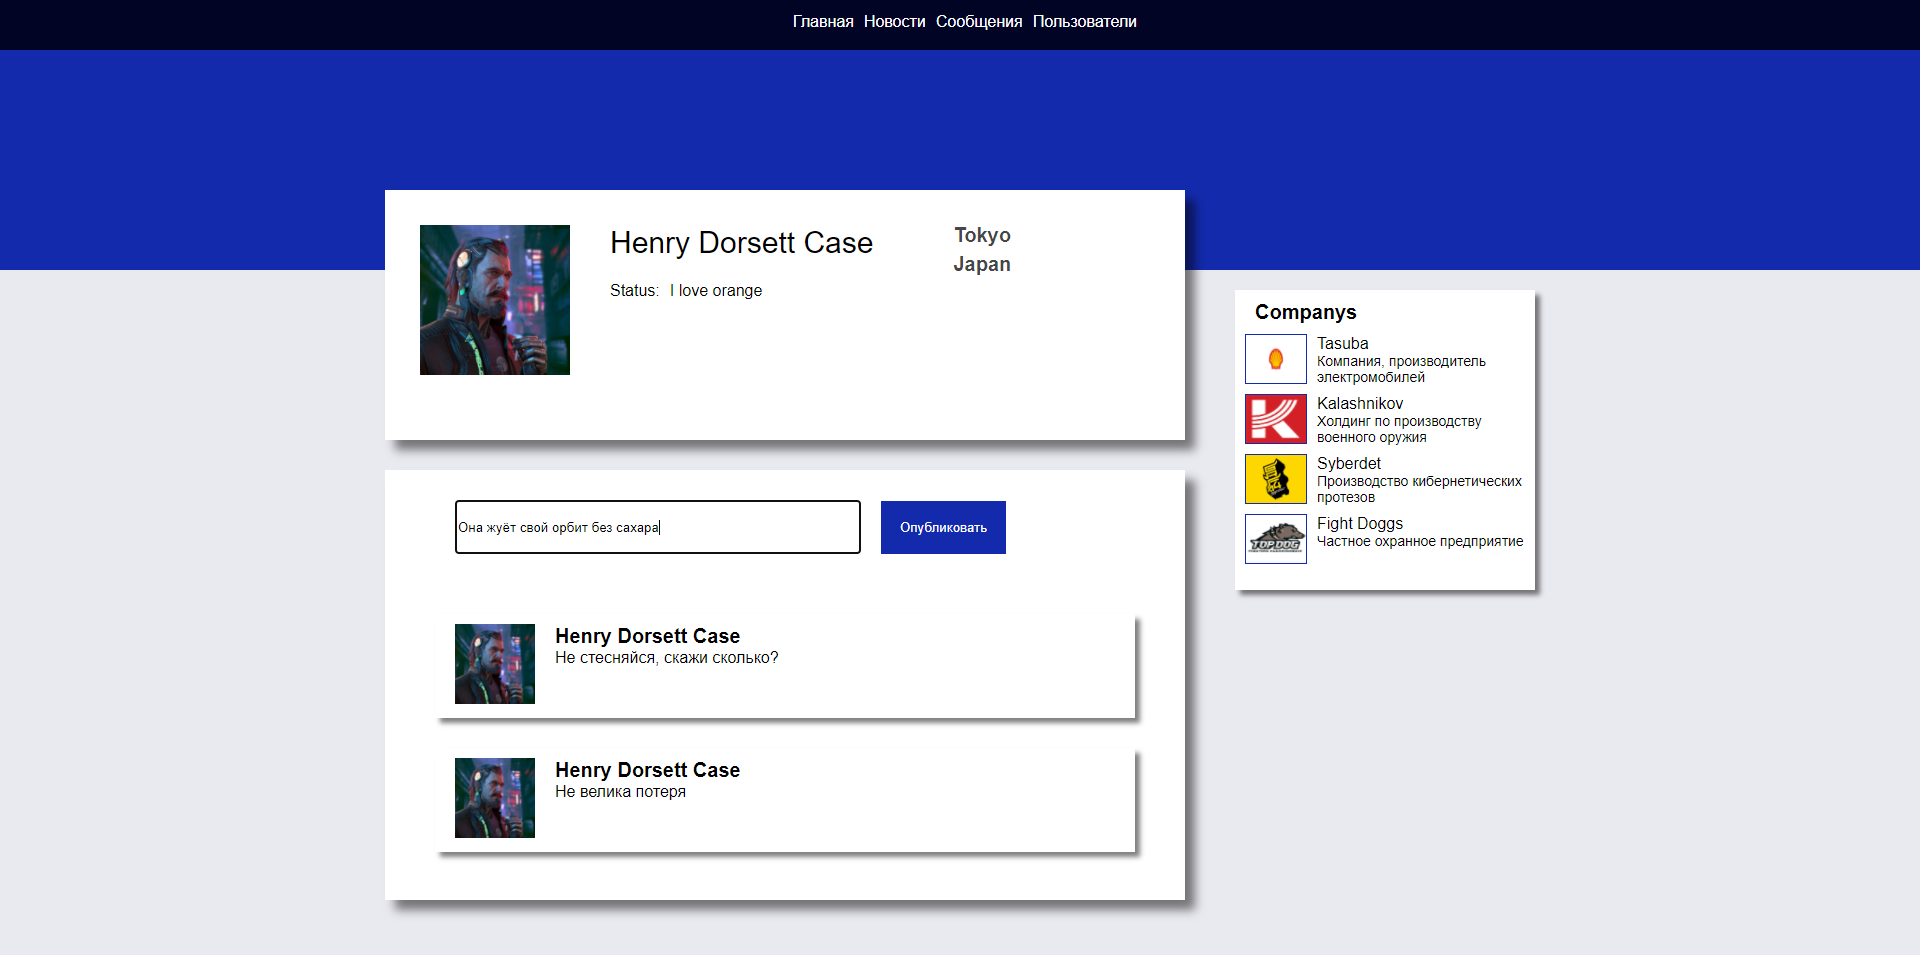 Главная Новости Сообщения Пользователи
Henry Dorsett Case
Tokyo
Japan
Status: I love orange
Companys
Tasuba
Компания, производитель
электромобилей
Kalashnikov
Холдинг по производству
военного оружия
Syberdet
Производство кибернетических
протезов
TOPDOG
Fight Doggs
Частное охранное предприятие
Она жуёт свой орбит без сахара
Опубликовать
Henry Dorsett Case
Не стесняйся, скажи сколько?
Henry Dorsett Case
Не велика потеря